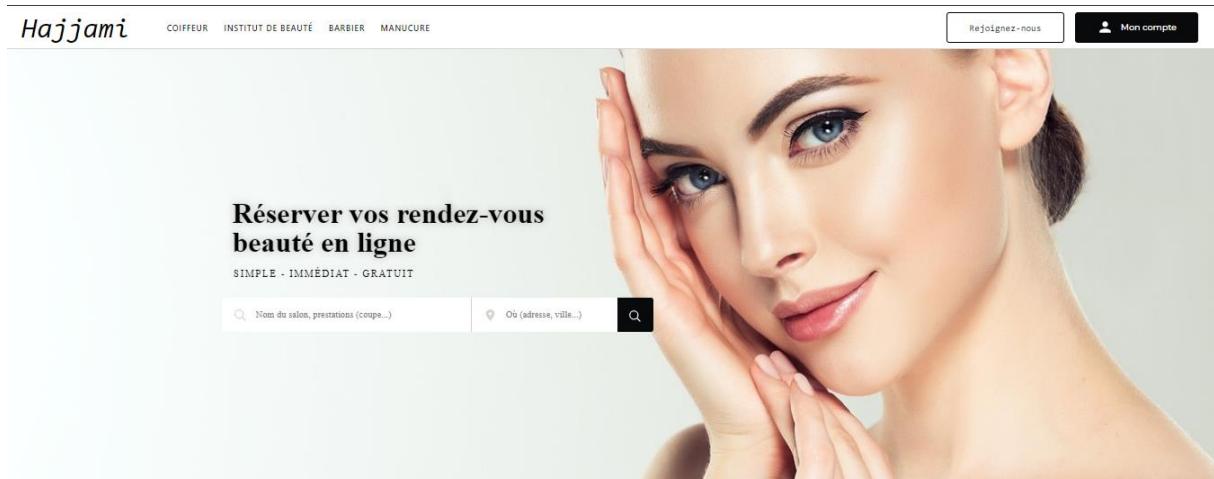 Hajjami
COIFFEUR INSTITUT DE BEAUTÉ BARBIER MANUCURE
Rejoignez-nous
Mon compte
Réserver vos rendez-vous
beauté en ligne
SIMPLE - IMMÉDIAT - GRATUIT
Nom du salon, prestations (coupe...)
Où (adresse, ville...)